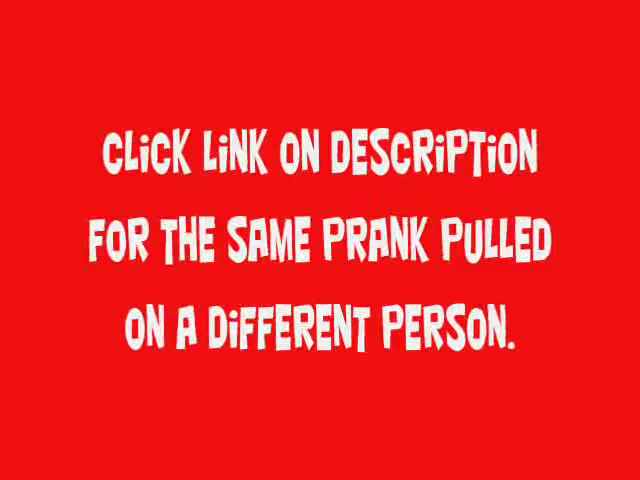 CLiCK LiNK ON DESCRiPTiON
FOR THE SAME PRANK PULLED
ON A DiFFERENT PERSON.